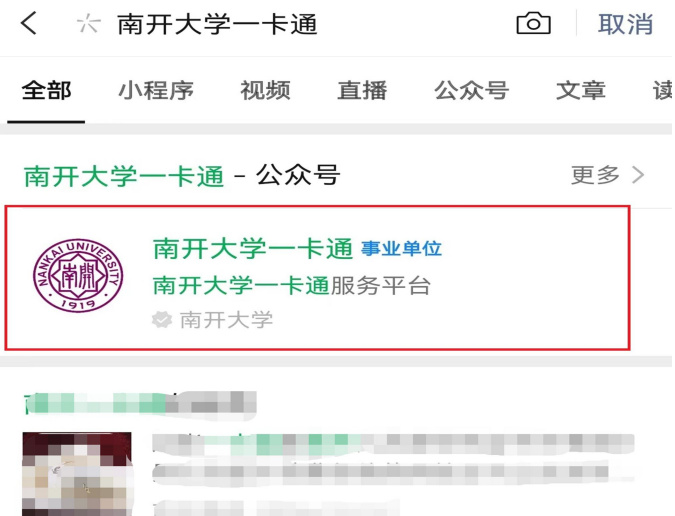 南开大学一卡通 取消
全部 小程序 视频 直播 公众号 文章 读
南开大学一卡通 - 公众号 更多
南开大学一卡通 事业单位
南开大学一卡通服务平台
南开大学
NANKAI UNIVERSITY
南開
1919